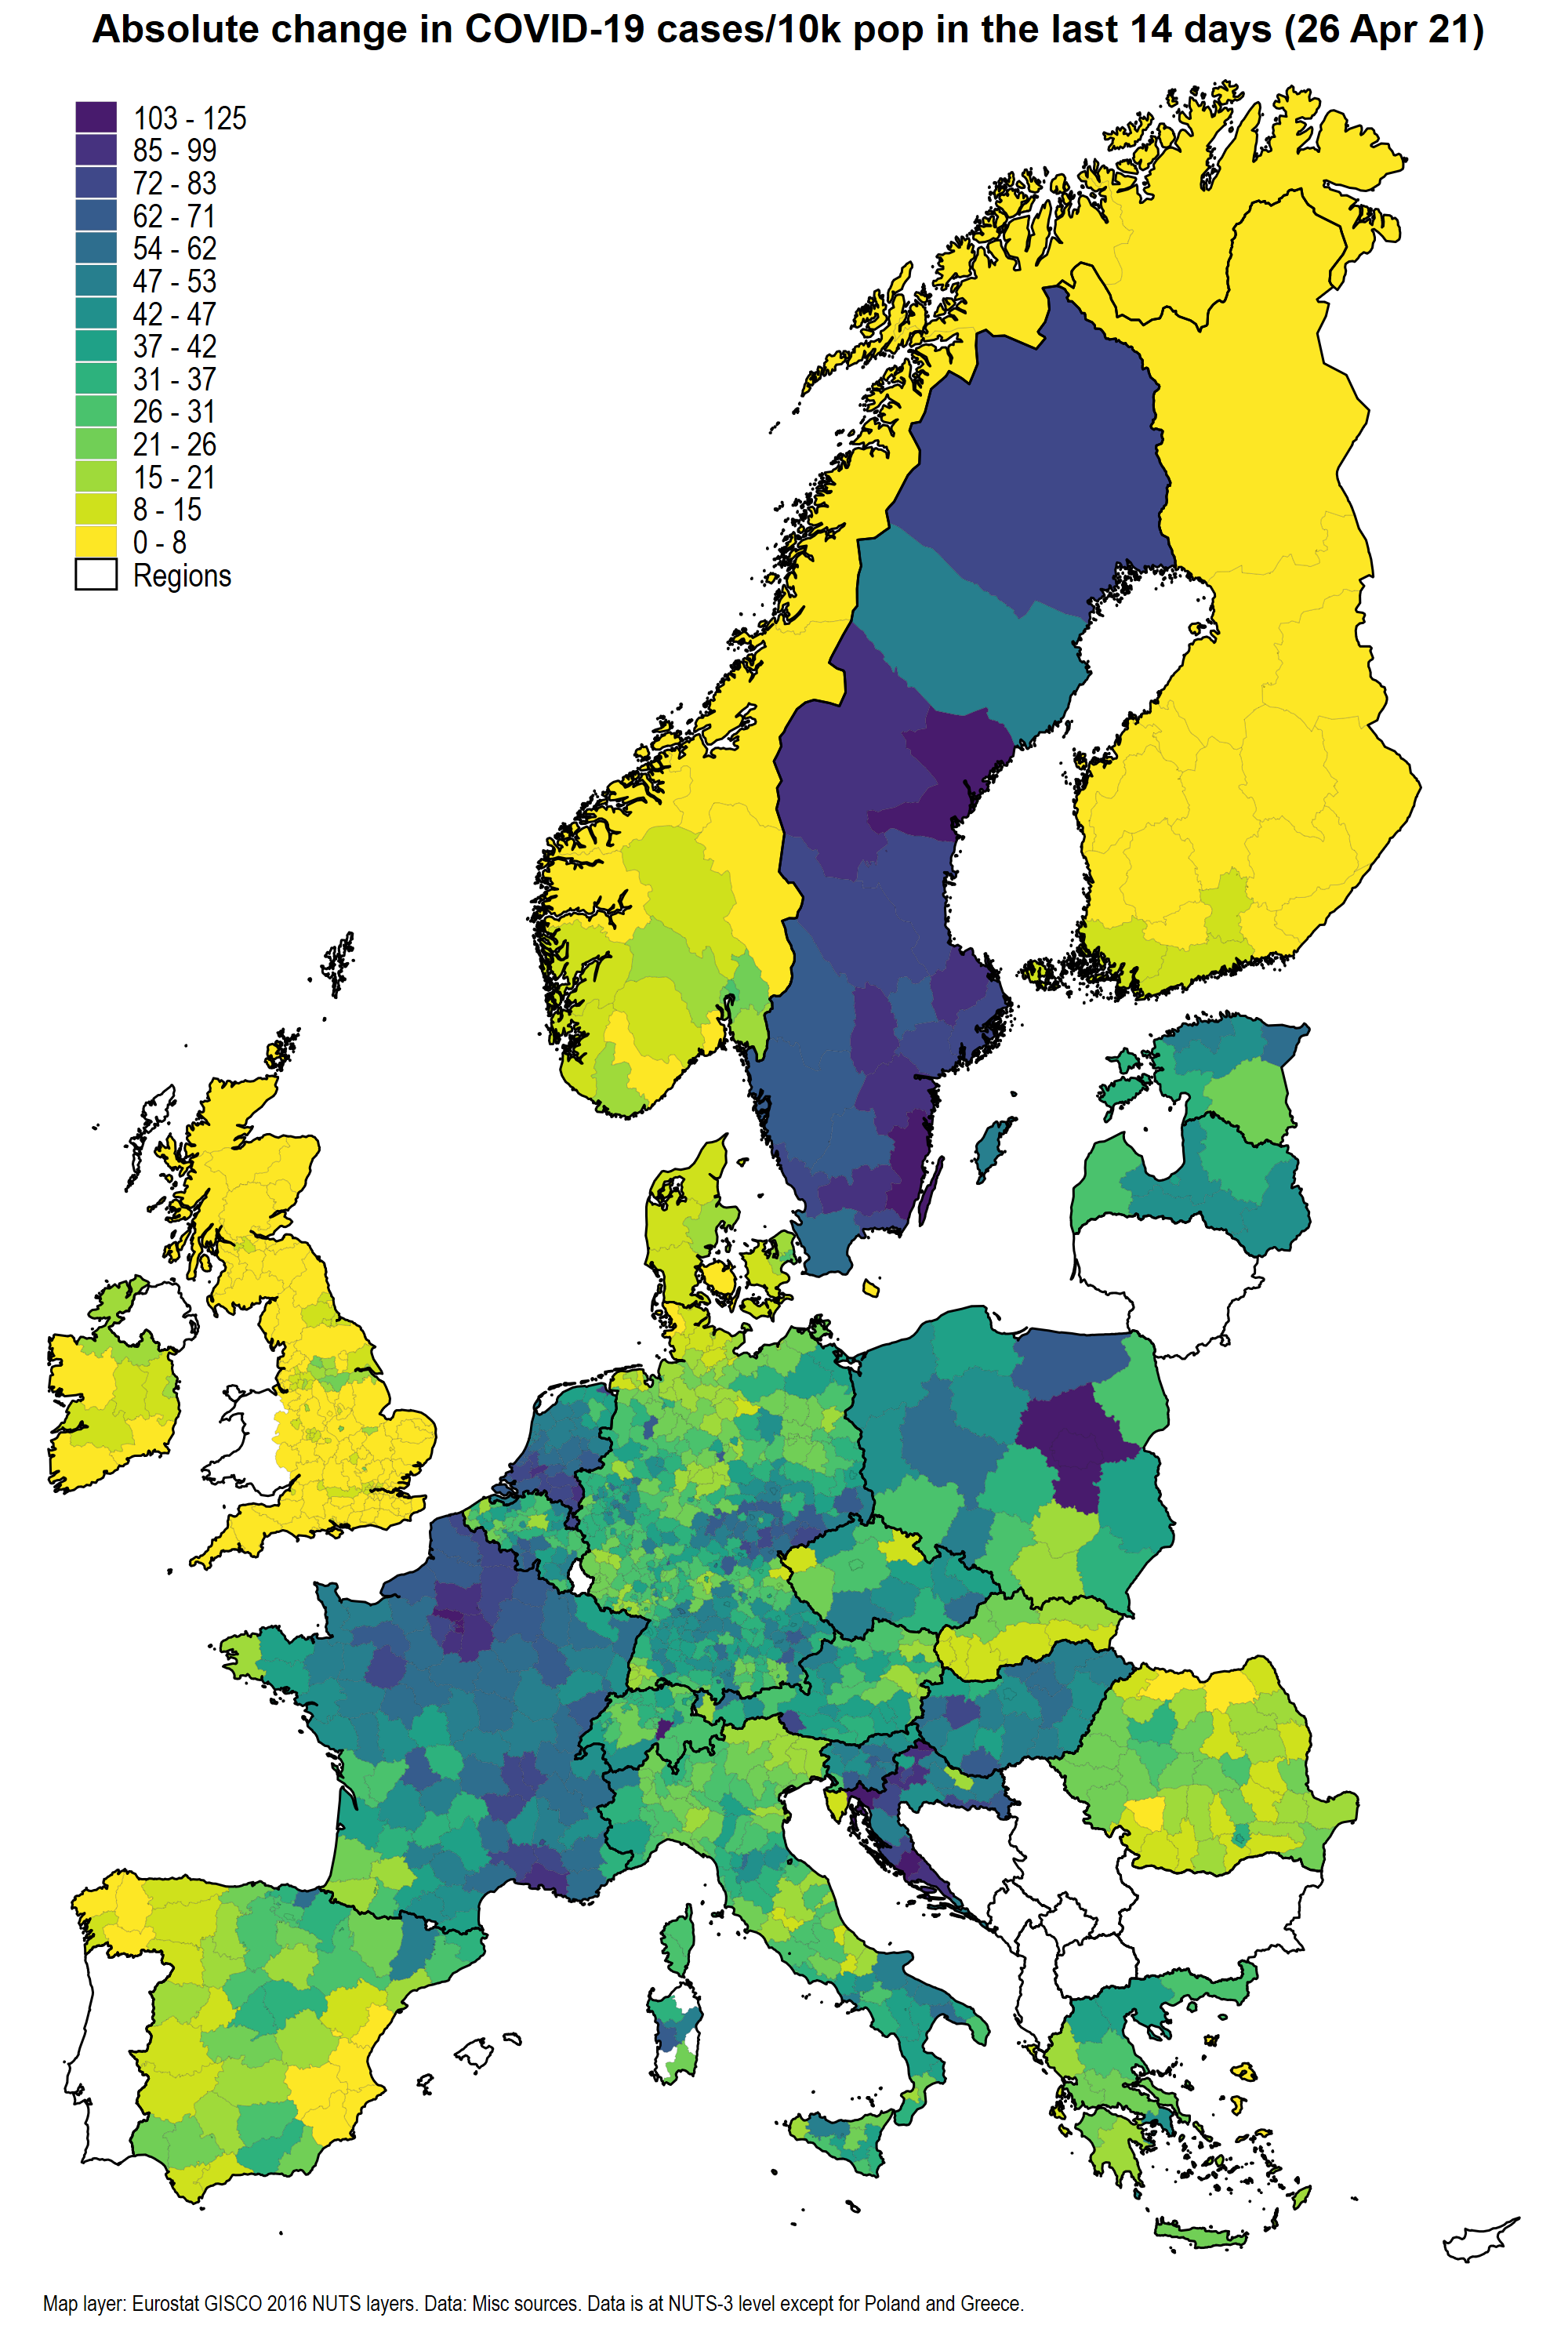 Absolute change in COVID-19 cases/10k pop in the last 14 days (26 Apr 21)
103 - 125
85 - 99
72 - 83
62 - 71
54 - 62
47 - 53
42 - 47
37 - 42
31 - 37
26 - 31
21 - 26
15 - 21
8 - 15
0 - 8
Regions
Map layer: Eurostat GISCO 2016 NUTS layers. Data: Misc sources. Data is at NUTS-3 level except for Poland and Greece.